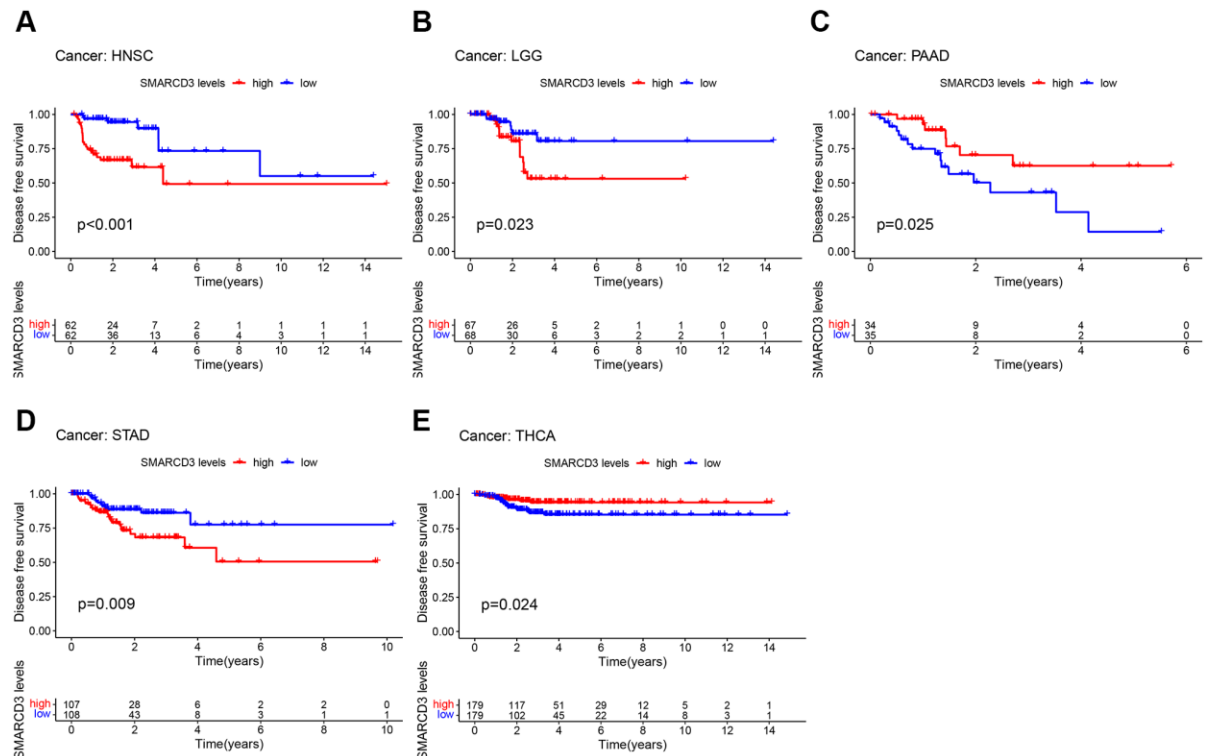 A
Cancer: HNSC
SMARCD3 levels high low
Disease free survival
1.00
0.75
0.50
0.25
0.00
p<0.001
0 2 4 6 8 10 12 14
Time(years)
SMARCD3 levels
high 62 24 7 2 1 1 1 1
low 62 36 13 6 4 3 1 1
0 2 4 6 8 10 12 14
Time(years)
B
Cancer: LGG
SMARCD3 levels high low
Disease free survival
1.00
0.75
0.50
0.25
0.00
p=0.023
0 2 4 6 8 10 12 14
Time(years)
SMARCD3 levels
high 67 26 5 2 1 1 0 0
low 68 30 6 3 2 2 1 1
0 2 4 6 8 10 12 14
Time(years)
C
Cancer: PAAD
SMARCD3 levels high low
Disease free survival
1.00
0.75
0.50
0.25
0.00
p=0.025
0 2 4 6
Time(years)
SMARCD3 levels
high 34 9 4 0
low 35 8 2 0
0 2 4 6
Time(years)
D
Cancer: STAD
SMARCD3 levels high low
Disease free survival
1.00
0.75
0.50
0.25
0.00
p=0.009
0 2 4 6 8 10
Time(years)
SMARCD3 levels
high 107 28 6 2 2 0
low 108 43 8 3 1 1
0 2 4 6 8 10
Time(years)
E
Cancer: THCA
SMARCD3 levels high low
Disease free survival
1.00
0.75
0.50
0.25
0.00
p=0.024
0 2 4 6 8 10 12 14
Time(years)
SMARCD3 levels
high 179 117 51 29 12 5 2 1
low 179 102 45 22 14 8 3 1
0 2 4 6 8 10 12 14
Time(years)